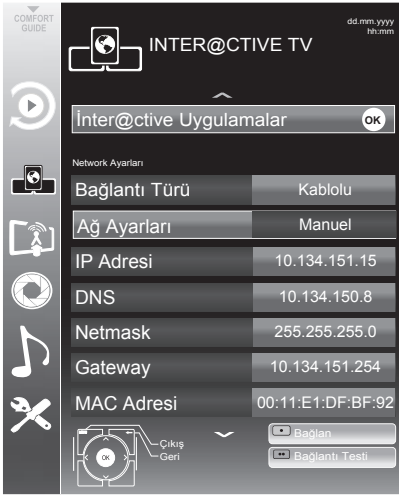 COMFORT
GUIDE
INTER@CTIVE TV
dd.mm.yyyy
hh:mm
İnter@ctive Uygulamalar OK
Network Ayarları
Bağlantı Türü Kablolu
Ağ Ayarları Manuel
IP Adresi 10.134.151.15
DNS 10.134.150.8
Netmask 255.255.255.0
Gateway 10.134.151.254
MAC Adresi 00:11:E1:DF:BF:92
OK
Çıkış
Geri
Bağlan
Bağlantı Testi